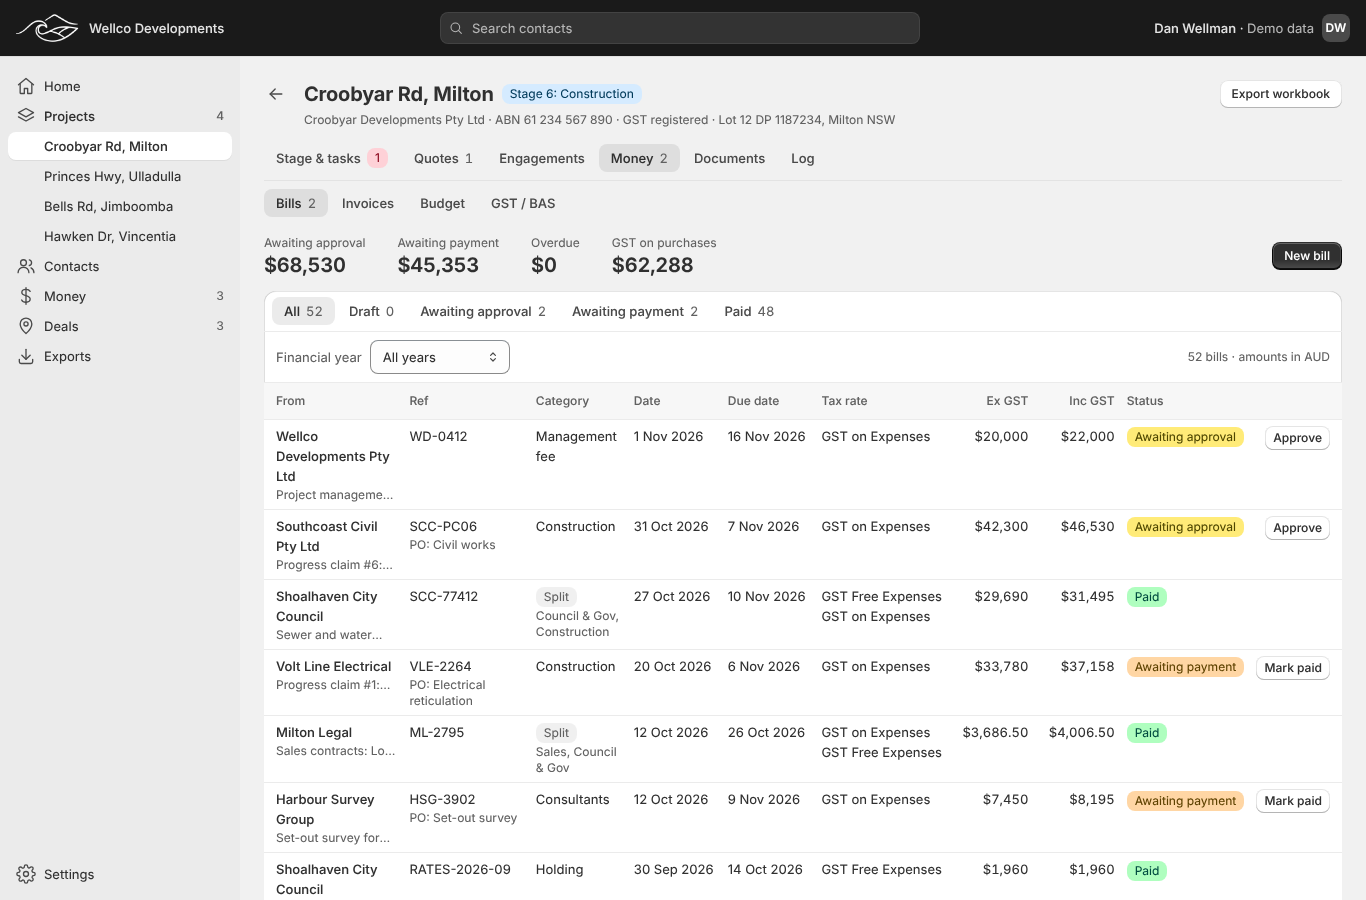 Wellco Developments
Search contacts
Dan Wellman · Demo data
DW
Home
Projects 4
Croobyar Rd, Milton
Princes Hwy, Ulladulla
Bells Rd, Jimboomba
Hawken Dr, Vincentia
Contacts
Money 3
Deals 3
Exports
Settings
Croobyar Rd, Milton Stage 6: Construction
Export workbook
Croobyar Developments Pty Ltd · ABN 61 234 567 890 · GST registered · Lot 12 DP 1187234, Milton NSW
Stage & tasks 1 Quotes 1 Engagements Money 2 Documents Log
Bills 2 Invoices Budget GST / BAS
Awaiting approval Awaiting payment Overdue GST on purchases
$68,530 $45,353 $0 $62,288
New bill
All 52 Draft 0 Awaiting approval 2 Awaiting payment 2 Paid 48
Financial year All years 52 bills · amounts in AUD
From Ref Category Date Due date Tax rate Ex GST Inc GST Status
Wellco WD-0412 Management 1 Nov 2026 16 Nov 2026 GST on Expenses $20,000 $22,000 Awaiting approval Approve
Developments Pty fee
Ltd
Project manageme...
Southcoast Civil SCC-PC06 Construction 31 Oct 2026 7 Nov 2026 GST on Expenses $42,300 $46,530 Awaiting approval Approve
Pty Ltd PO: Civil works
Progress claim #6:...
Shoalhaven City SCC-77412 Split 27 Oct 2026 10 Nov 2026 GST Free Expenses $29,690 $31,495 Paid
Council Council & Gov, GST on Expenses
Sewer and water... Construction
Volt Line Electrical VLE-2264 Construction 20 Oct 2026 6 Nov 2026 GST on Expenses $33,780 $37,158 Awaiting payment Mark paid
Progress claim #1:... PO: Electrical
reticulation
Milton Legal ML-2795 Split 12 Oct 2026 26 Oct 2026 GST on Expenses $3,686.50 $4,006.50 Paid
Sales contracts: Lo... Sales, Council GST Free Expenses
& Gov
Harbour Survey HSG-3902 Consultants 12 Oct 2026 9 Nov 2026 GST on Expenses $7,450 $8,195 Awaiting payment Mark paid
Group PO: Set-out survey
Set-out survey for...
Shoalhaven City RATES-2026-09 Holding 30 Sep 2026 14 Oct 2026 GST Free Expenses $1,960 $1,960 Paid
Council